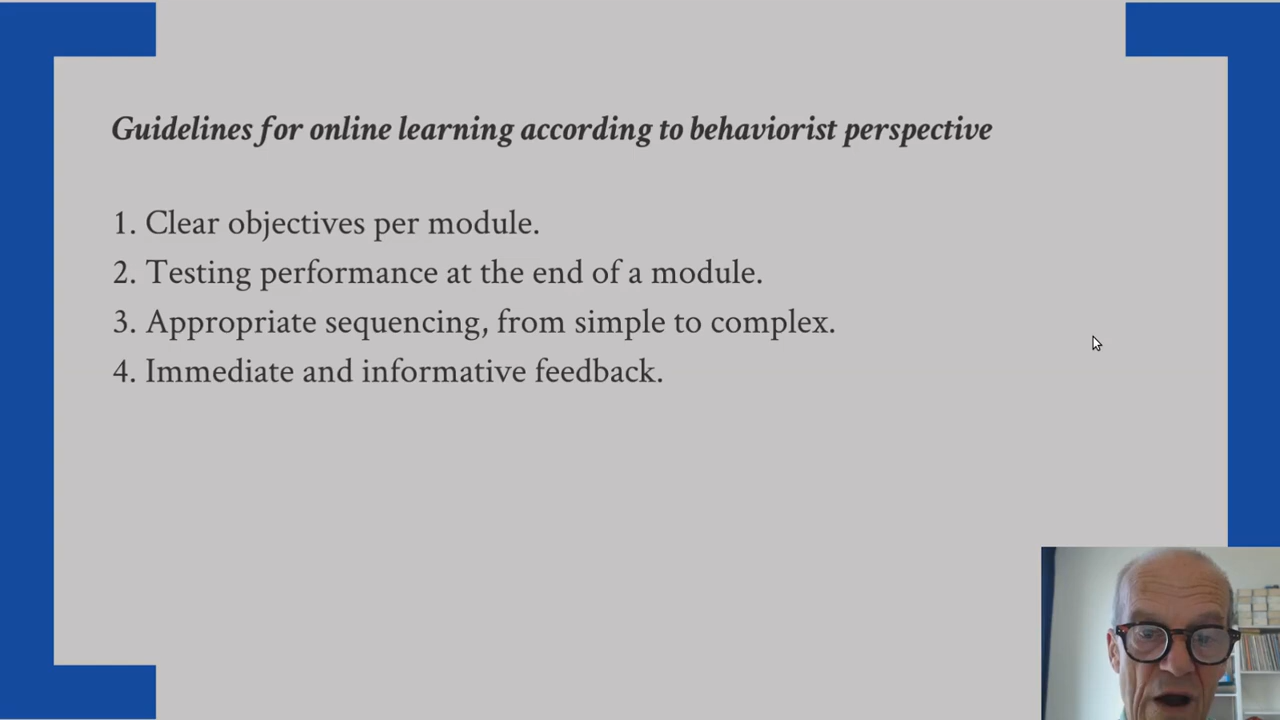 Guidelines for online learning according to behaviorist perspective
1. Clear objectives per module.
2. Testing performance at the end of a module.
3. Appropriate sequencing, from simple to complex.
4. Immediate and informative feedback.